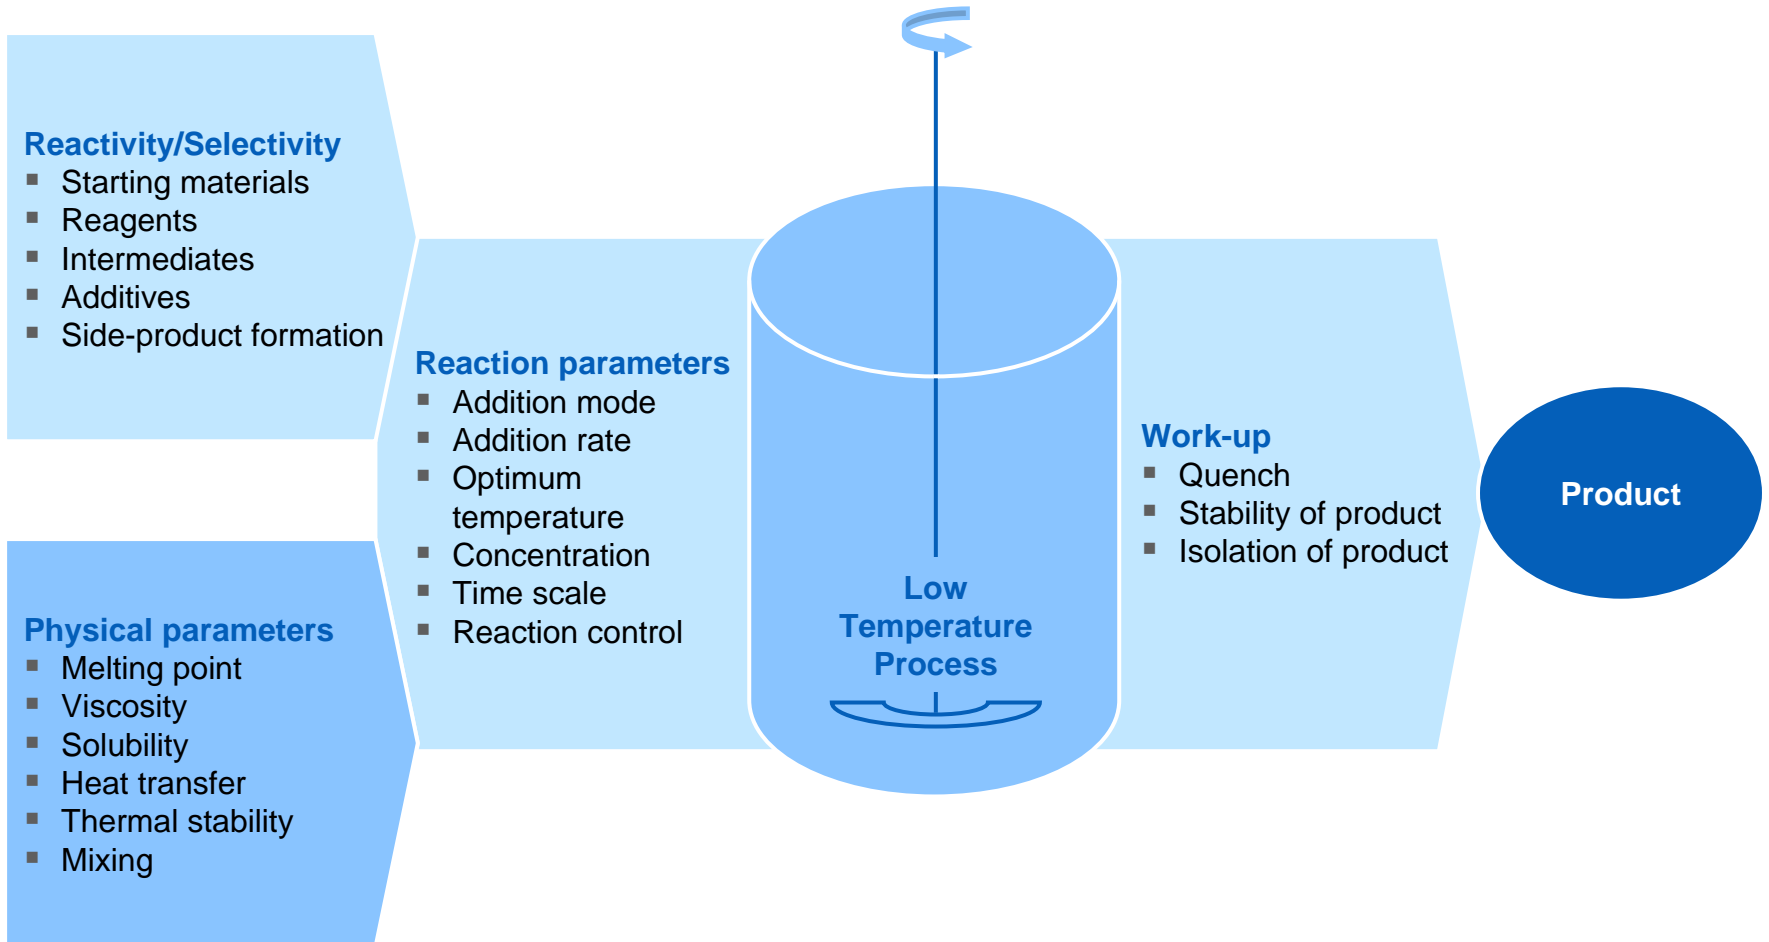 Reactivity/Selectivity
▪ Starting materials
▪ Reagents
▪ Intermediates
▪ Additives
▪ Side-product formation
Physical parameters
▪ Melting point
▪ Viscosity
▪ Solubility
▪ Heat transfer
▪ Thermal stability
▪ Mixing
Reaction parameters
▪ Addition mode
▪ Addition rate
▪ Optimum
temperature
▪ Concentration
▪ Time scale
▪ Reaction control
Low
Temperature
Process
Work-up
▪ Quench
▪ Stability of product
▪ Isolation of product
Product